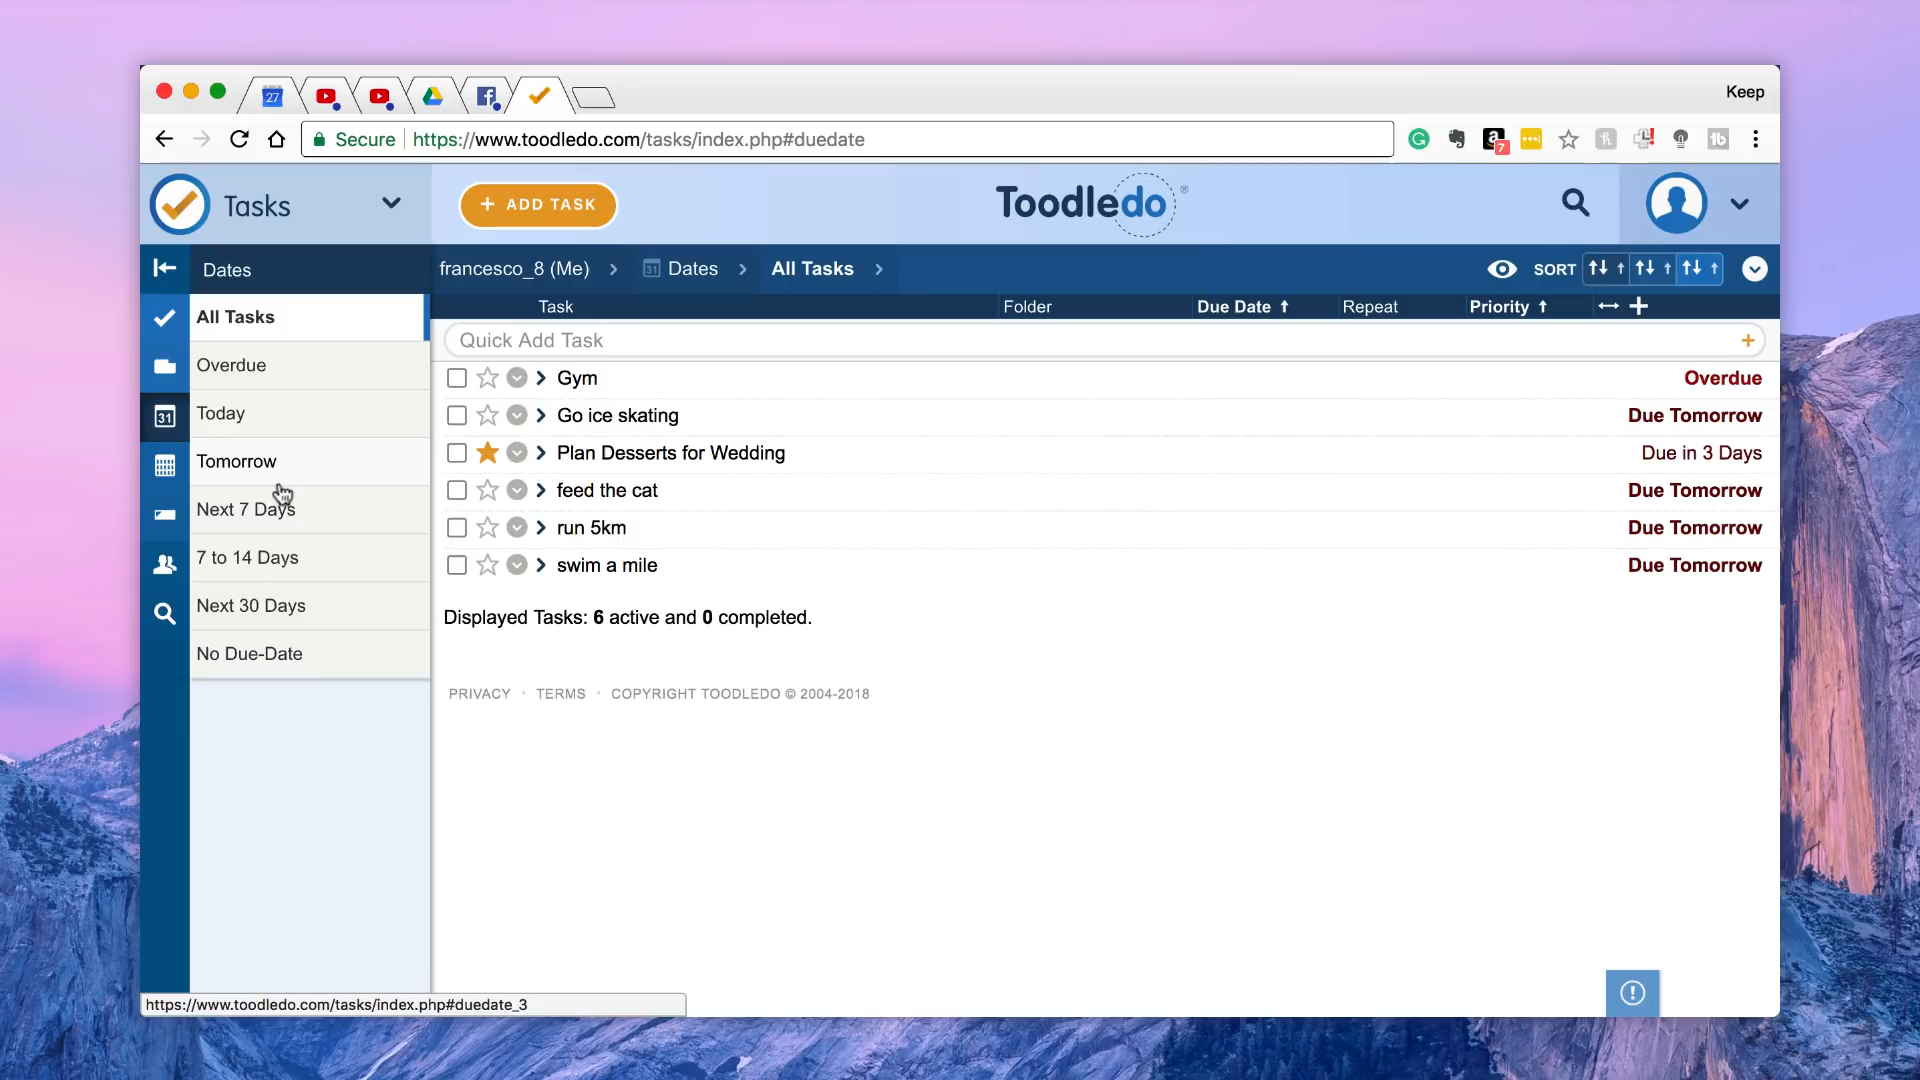 27
Keep
Secure
https://www.toodledo.com/tasks/index.php#duedate
7
Tasks
+ ADD TASK
Toodledo®
Dates
francesco_8 (Me) > 31 Dates > All Tasks >
SORT
Task Folder Due Date ↑ Repeat Priority ↑
All Tasks
Overdue
31
Today
Tomorrow
Next 7 Days
7 to 14 Days
Next 30 Days
No Due-Date
Quick Add Task
Gym Overdue
Go ice skating Due Tomorrow
Plan Desserts for Wedding Due in 3 Days
feed the cat Due Tomorrow
run 5km Due Tomorrow
swim a mile Due Tomorrow
Displayed Tasks: 6 active and 0 completed.
PRIVACY · TERMS · COPYRIGHT TOODLEDO © 2004-2018
https://www.toodledo.com/tasks/index.php#duedate_3